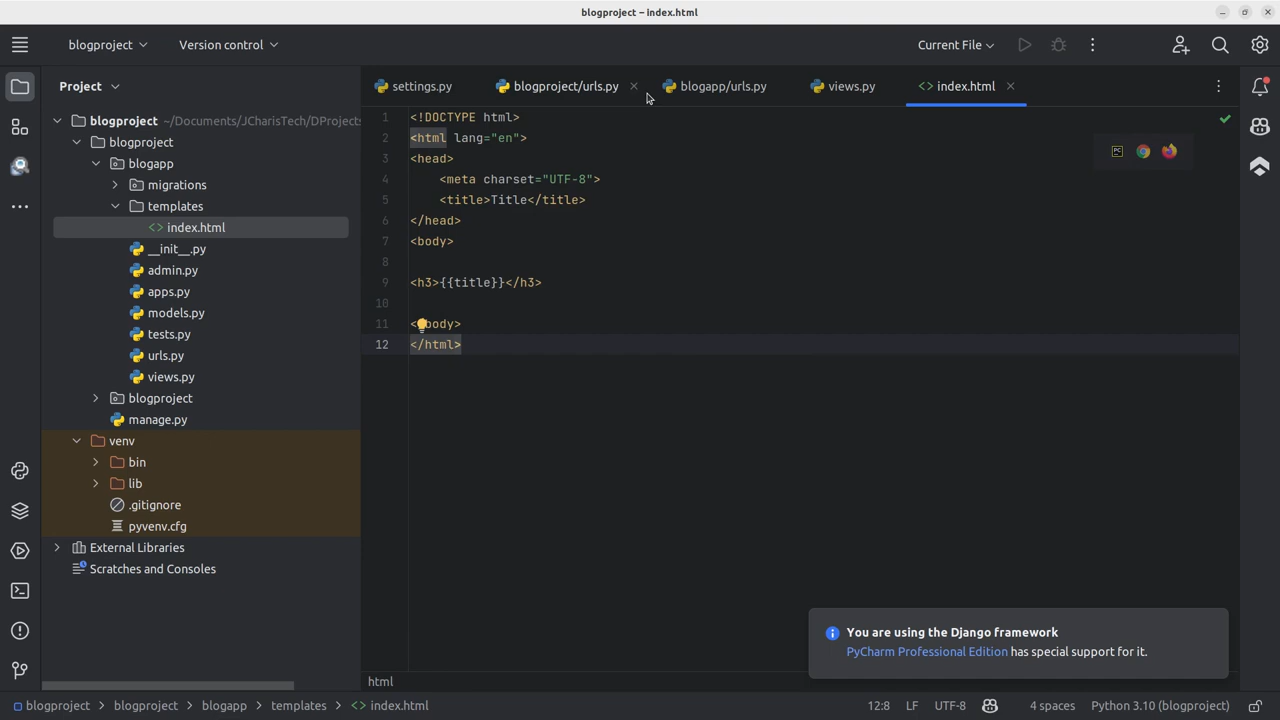 blogproject – index.html
blogproject
Version control
Current File
Project
settings.py
blogproject/urls.py
blogapp/urls.py
views.py
index.html
blogproject ~/Documents/JCharisTech/DProjects
blogproject
blogapp
migrations
templates
index.html
__init__.py
admin.py
apps.py
models.py
tests.py
urls.py
views.py
blogproject
manage.py
venv
bin
lib
.gitignore
pyvenv.cfg
External Libraries
Scratches and Consoles
1 <!DOCTYPE html>
2 <html lang="en">
3 <head>
4 <meta charset="UTF-8">
5 <title>Title</title>
6 </head>
7 <body>
8
9 <h3>{{title}}</h3>
10
11 <body>
12 </html>
PC
You are using the Django framework
PyCharm Professional Edition has special support for it.
html
blogproject
blogproject
blogapp
templates
index.html
12:8
LF
UTF-8
4 spaces
Python 3.10 (blogproject)